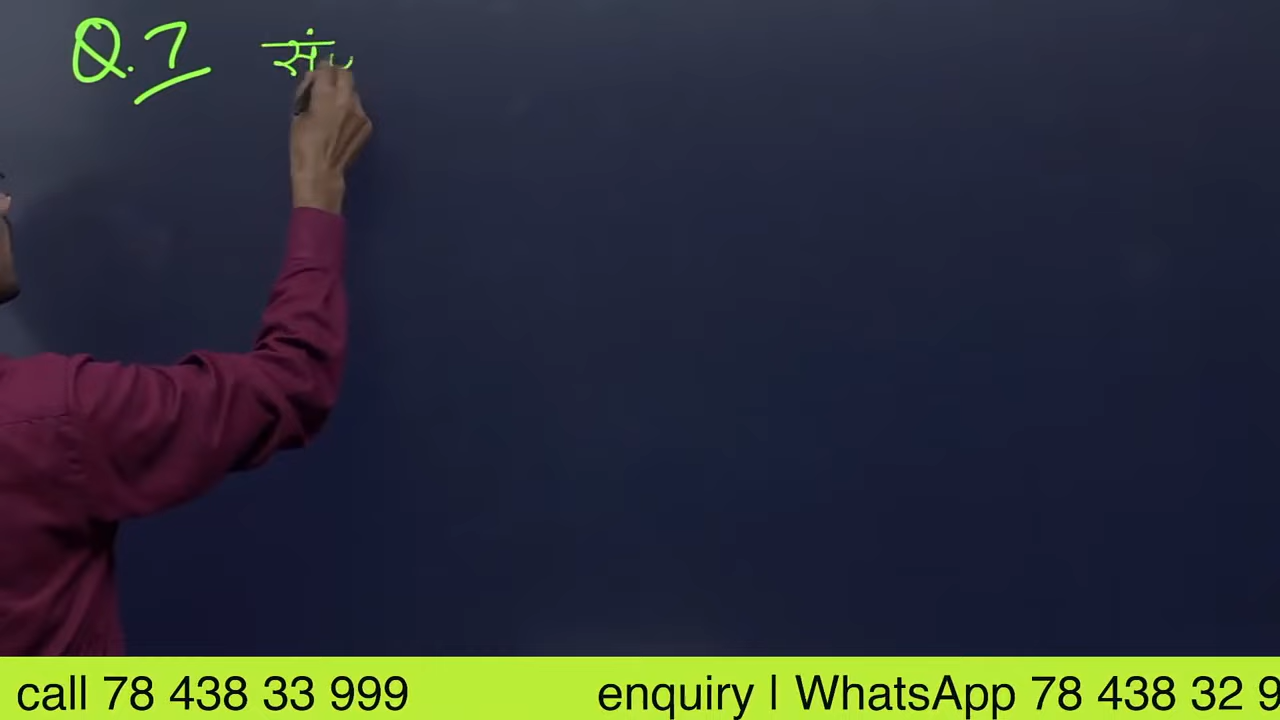 Q. 7 सं
call 78 438 33 999 enquiry | WhatsApp 78 438 32 9